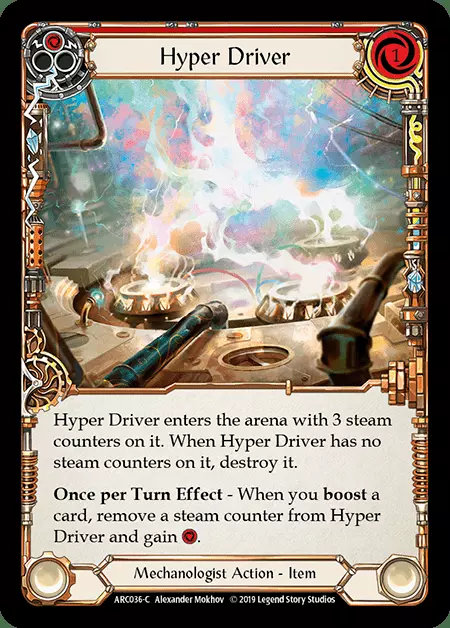 Hyper Driver
1
Hyper Driver enters the arena with 3 steam
counters on it. When Hyper Driver has no
steam counters on it, destroy it.
Once per Turn Effect - When you boost a
card, remove a steam counter from Hyper
Driver and gain .
Mechanologist Action - Item
ARC036-C Alexander Mokhov © 2019 Legend Story Studios